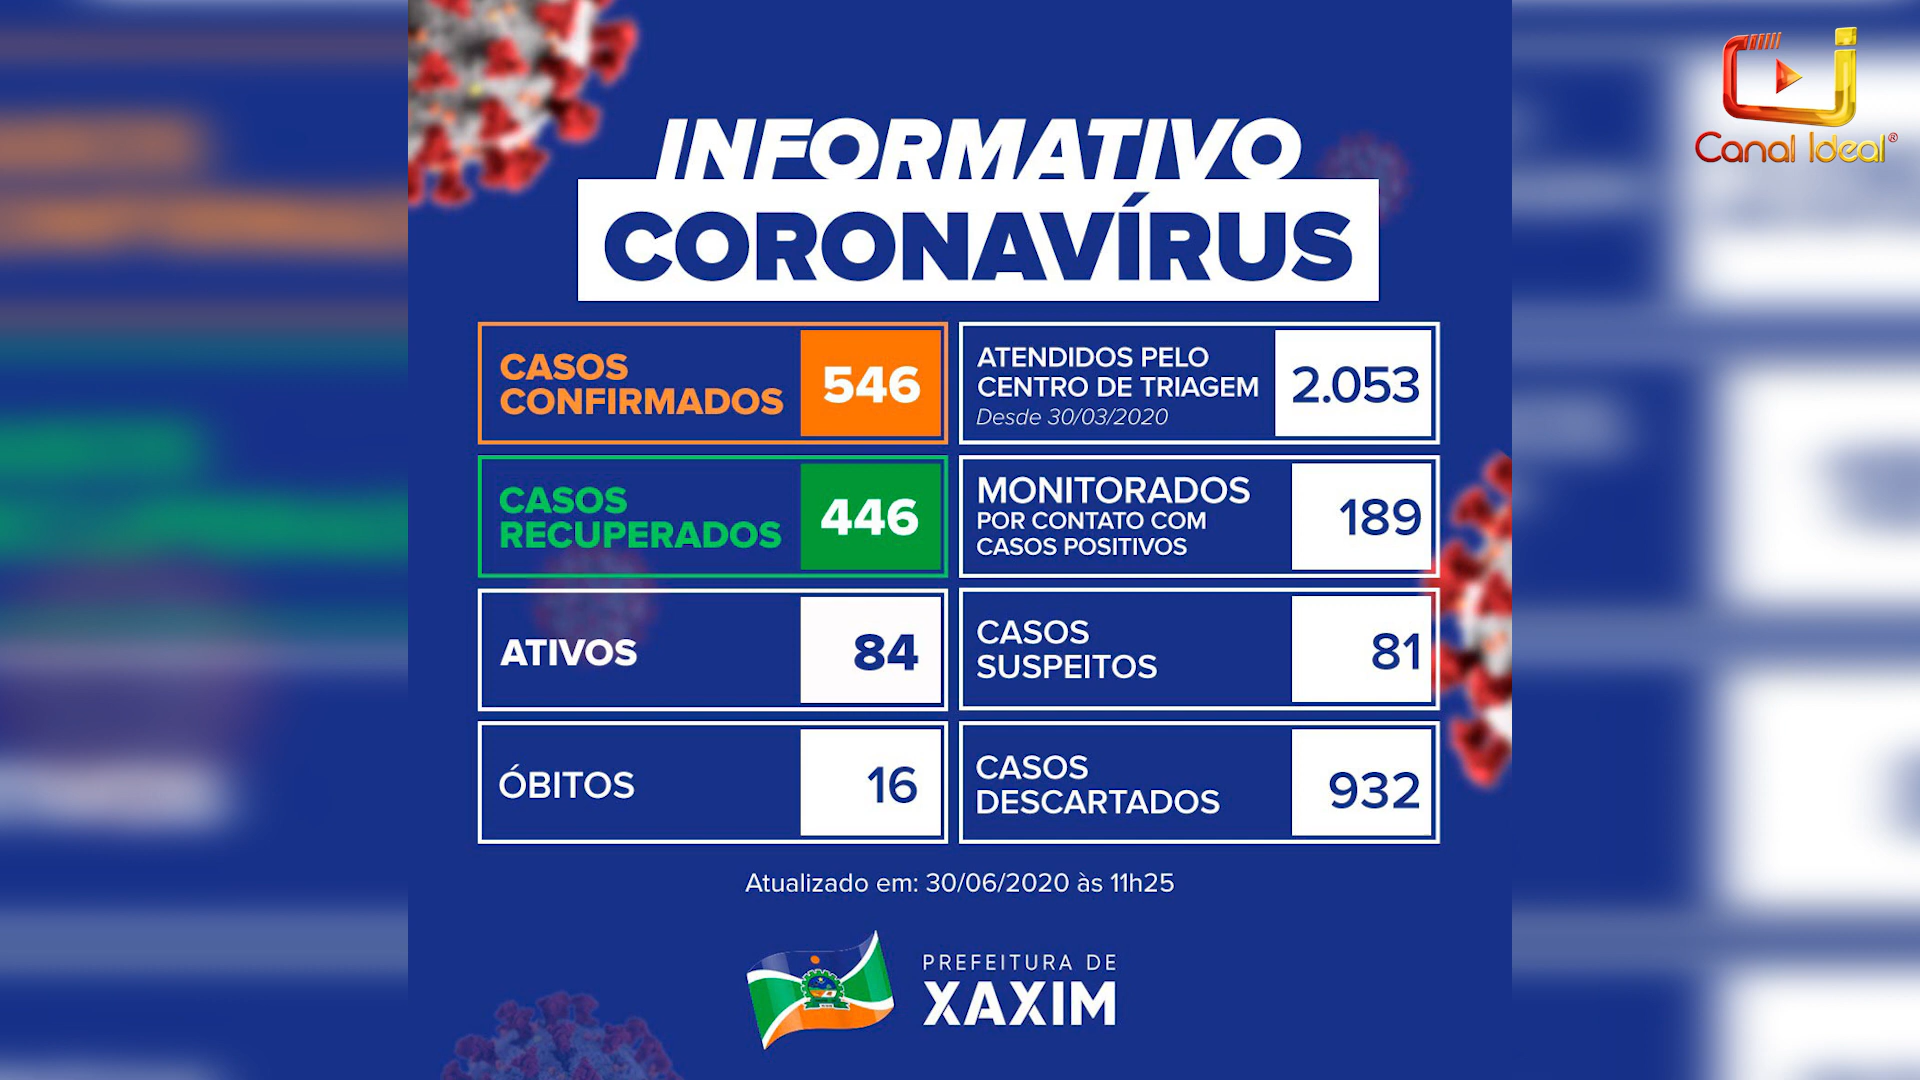 INFORMATIVO
CORONAVÍRUS
CASOS
CONFIRMADOS
546
ATENDIDOS PELO
CENTRO DE TRIAGEM
Desde 30/03/2020
2.053
CASOS
RECUPERADOS
446
MONITORADOS
POR CONTATO COM
CASOS POSITIVOS
189
ATIVOS
84
CASOS
SUSPEITOS
81
ÓBITOS
16
CASOS
DESCARTADOS
932
Atualizado em: 30/06/2020 às 11h25
PREFEITURA DE
XAXIM
Canal Ideal®